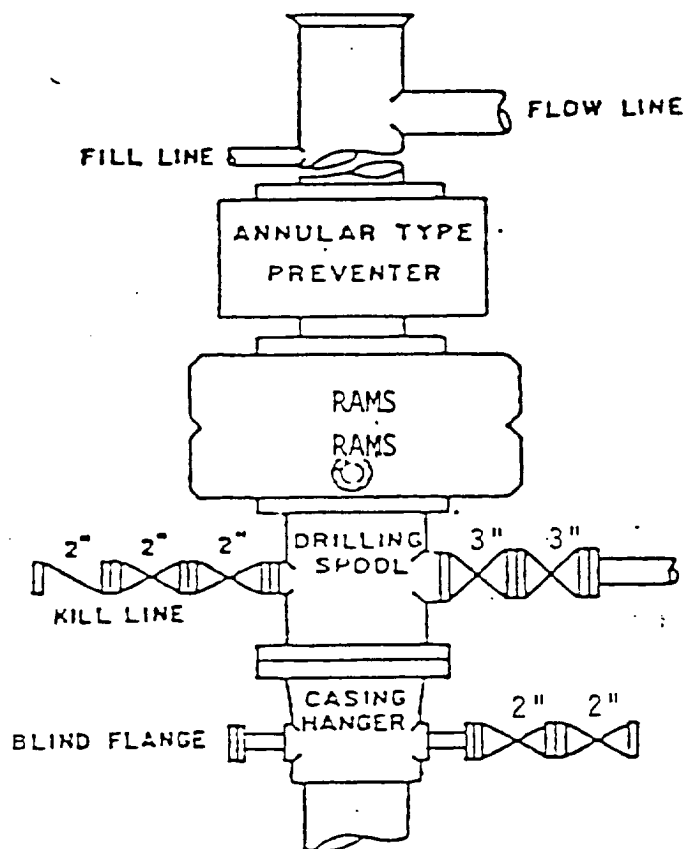 FLOW LINE
FILL LINE
ANNULAR TYPE
PREVENTER
RAMS
RAMS
2" 2" 2"
DRILLING
SPOOL
3" 3"
KILL LINE
CASING
HANGER
2" 2"
BLIND FLANGE